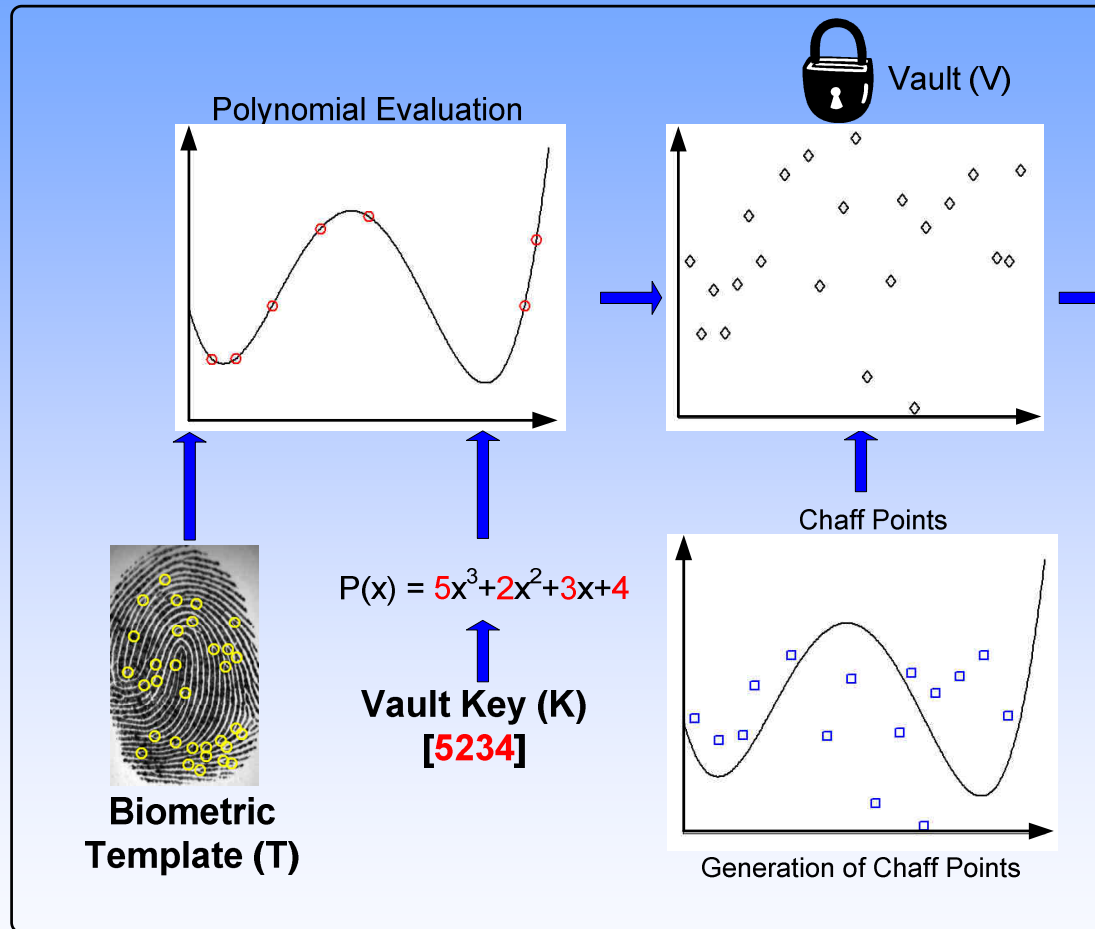 Polynomial Evaluation
Vault (V)
Chaff Points
P(x) = 5x³+2x²+3x+4
Vault Key (K)
[5234]
Biometric
Template (T)
Generation of Chaff Points